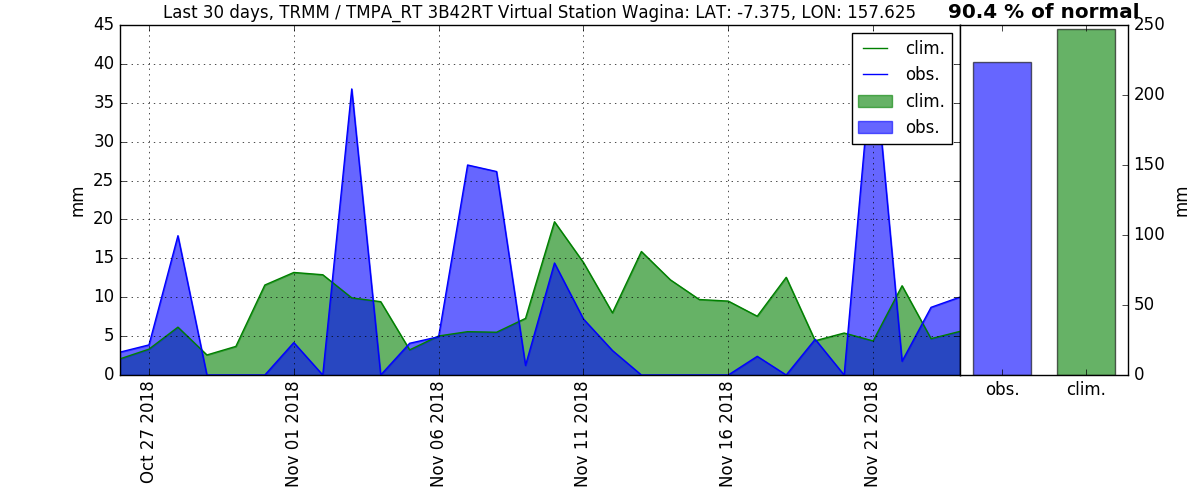 Last 30 days, TRMM / TMPA_RT 3B42RT Virtual Station Wagina: LAT: -7.375, LON: 157.625
90.4 % of normal
45
40
35
30
25
20
15
10
5
0
mm
clim.
obs.
clim.
obs.
Oct 27 2018
Nov 01 2018
Nov 06 2018
Nov 11 2018
Nov 16 2018
Nov 21 2018
250
200
150
100
50
0
mm
obs.
clim.